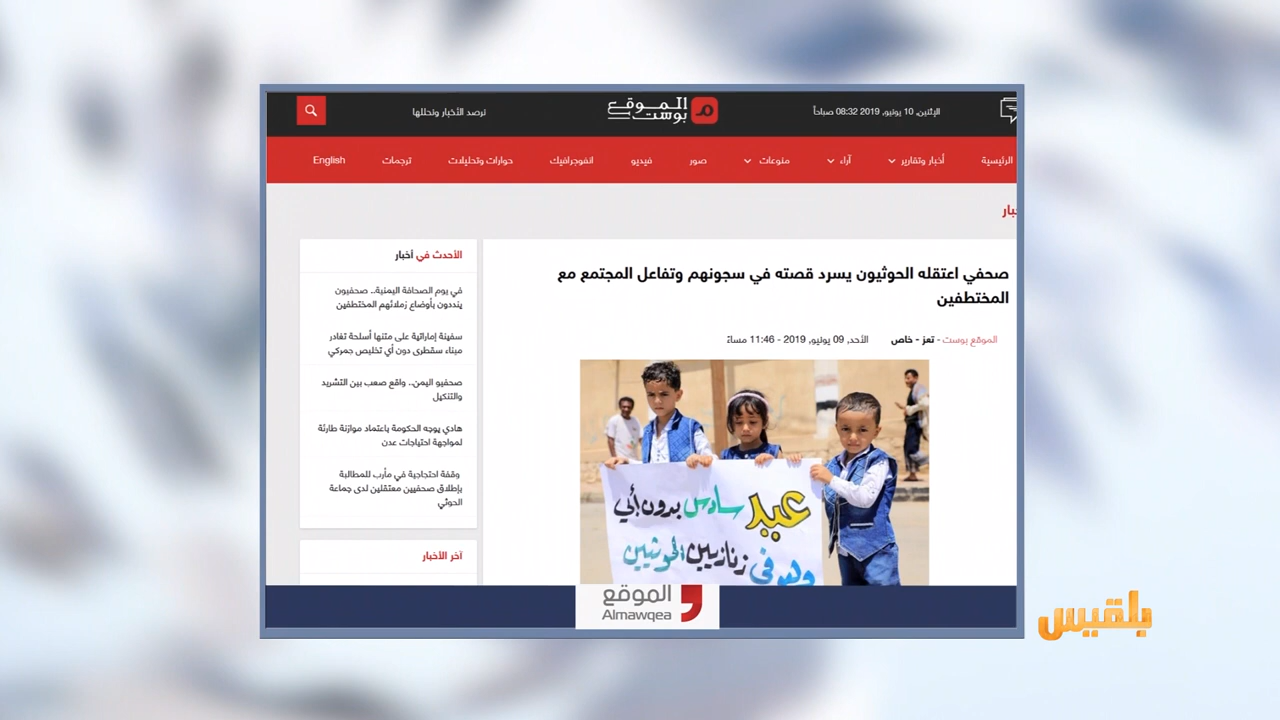 الإثنين, 10 يونيو, 2019 08:32 صباحاً
الموقع
بوست
نرصد الأخبار ونحللها
الرئيسية
أخبار وتقارير
آراء
منوعات
صور
فيديو
انفوجرافيك
حوارات وتحليلات
ترجمات
English
صحفي اعتقله الحوثيون يسرد قصته في سجونهم وتفاعل المجتمع مع
المختطفين
الموقع بوست - تعز - خاص
الأحد, 09 يونيو, 2019 - 11:46 مساءً
عيد سادس بدون أبي
وهو في زنازيين الحوثيين
الأحدث في أخبار
في يوم الصحافة اليمنية.. صحفيون
ينددون بأوضاع زملائهم المختطفين
سفينة إماراتية على متنها أسلحة تغادر
ميناء سقطرى دون أي تخليص جمركي
صحفيو اليمن.. واقع صعب بين التشريد
والتنكيل
هادي يوجه الحكومة باعتماد موازنة طارئة
لمواجهة احتياجات عدن
وقفة احتجاجية في مأرب للمطالبة
بإطلاق صحفيين معتقلين لدى جماعة
الحوثي
آخر الأخبار
الموقع
Almawqea
بلقيس